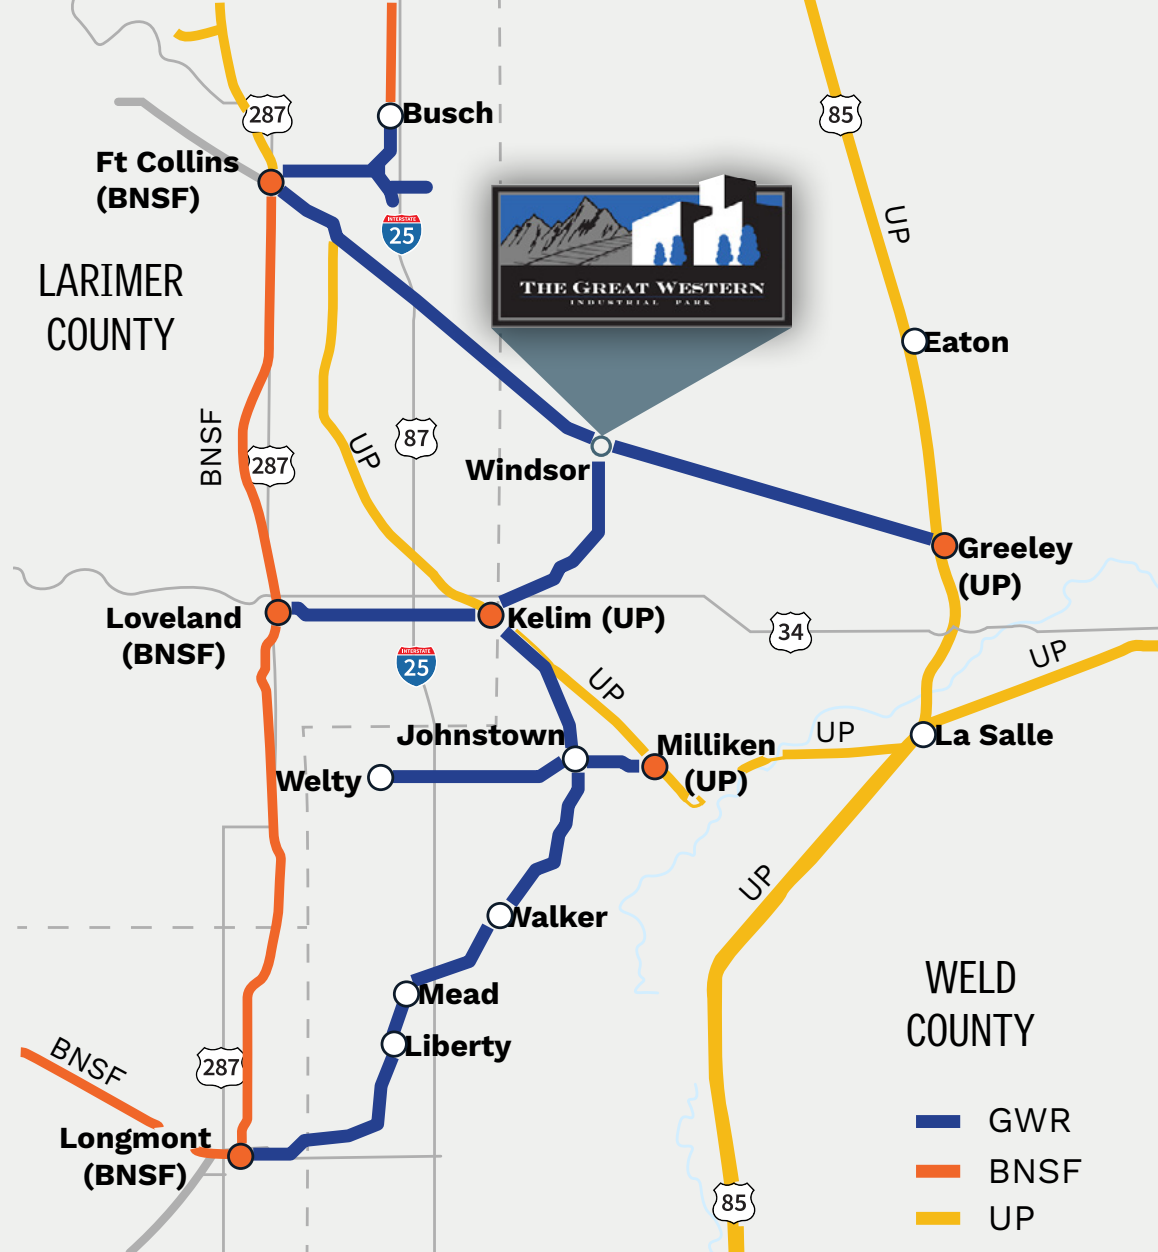 287
Busch
85
Ft Collins
(BNSF)
INTERSTATE
25
UP
LARIMER
COUNTY
THE GREAT WESTERN
INDUSTRIAL PARK
Eaton
BNSF
287
UP
87
Windsor
Greeley
(UP)
Loveland
(BNSF)
Kelim (UP)
34
INTERSTATE
25
UP
UP
Johnstown
Milliken
(UP)
UP
La Salle
Welty
UP
Walker
Mead
Liberty
WELD
COUNTY
BNSF
287
Longmont
(BNSF)
85
GWR
BNSF
UP